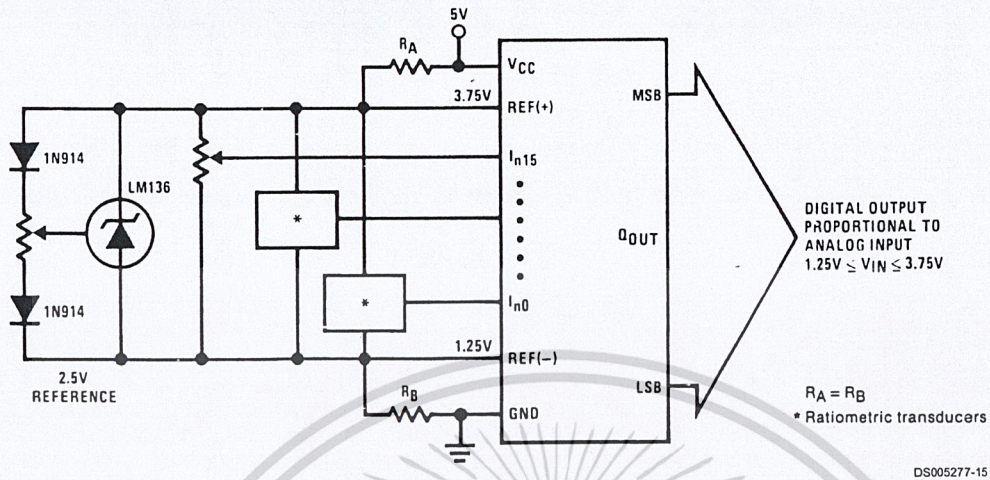 5V
RA
VCC
3.75V
REF(+)
MSB
1N914
In15
LM136
*
QOUT
DIGITAL OUTPUT
PROPORTIONAL TO
ANALOG INPUT
1.25V ≤ VIN ≤ 3.75V
*
In0
1N914
1.25V
REF(−)
2.5V
REFERENCE
RB
LSB
GND
RA = RB
* Ratiometric transducers
DS005277-15